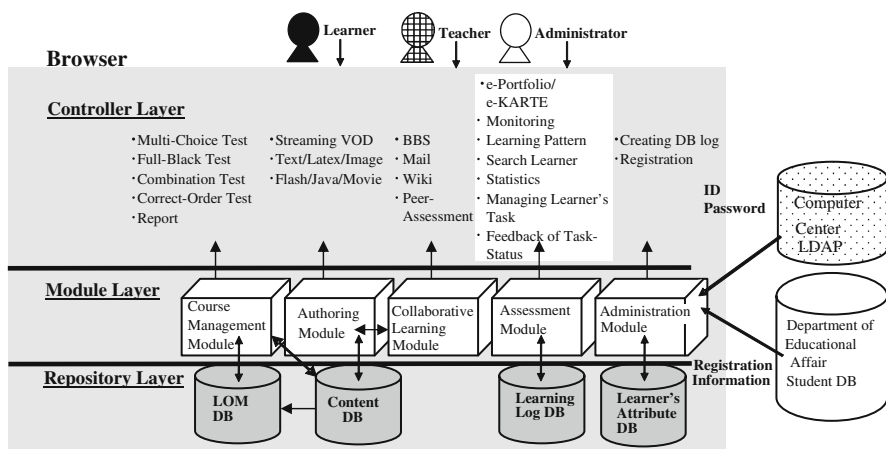 Learner
Teacher
Administrator
Browser
Controller Layer
・Multi-Choice Test
・Full-Black Test
・Combination Test
・Correct-Order Test
・Report
・Streaming VOD
・Text/Latex/Image
・Flash/Java/Movie
・BBS
・Mail
・Wiki
・Peer-
Assessment
・e-Portfolio/
e-KARTE
・ Monitoring
・ Learning Pattern
・ Search Learner
・ Statistics
・ Managing Learner's
Task
・ Feedback of Task-
Status
・Creating DB log
・Registration
ID
Password
Computer
Center
LDAP
Module Layer
Course
Management
Module
Authoring
Module
Collaborative
Learning
Module
Assessment
Module
Administration
Module
Department of
Educational
Affair
Student DB
Registration
Information
Repository Layer
LOM
DB
Content
DB
Learning
Log DB
Learner's
Attribute
DB